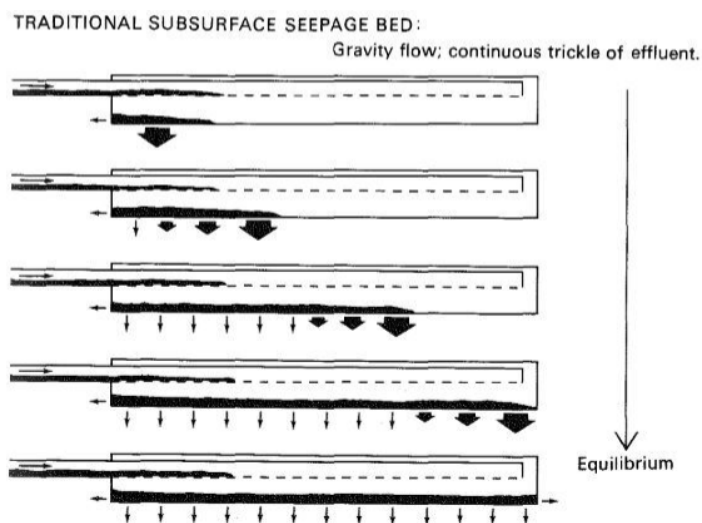 TRADITIONAL SUBSURFACE SEEPAGE BED:
Gravity flow; continuous trickle of effluent.
Equilibrium